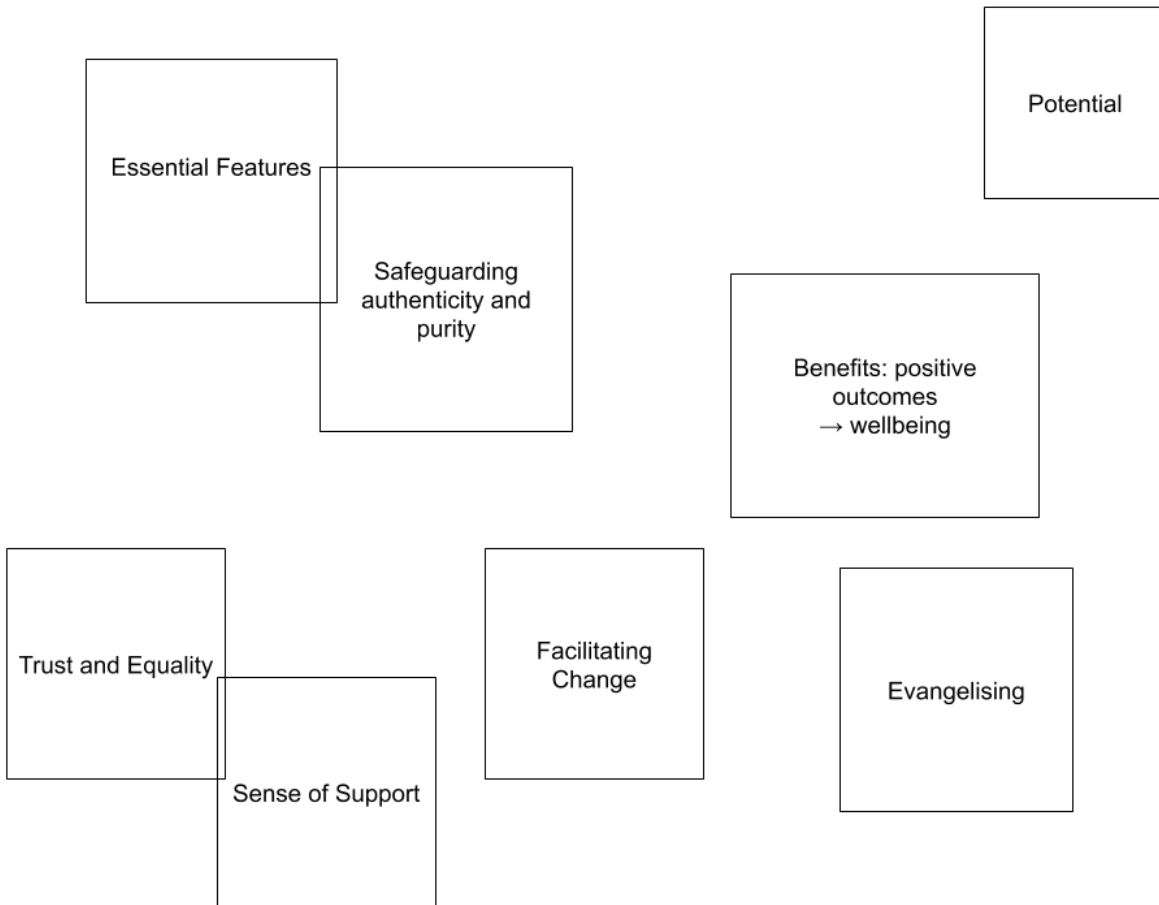 Potential
Essential Features
Safeguarding
authenticity and
purity
Benefits: positive
outcomes
→ wellbeing
Trust and Equality
Facilitating
Change
Evangelising
Sense of Support